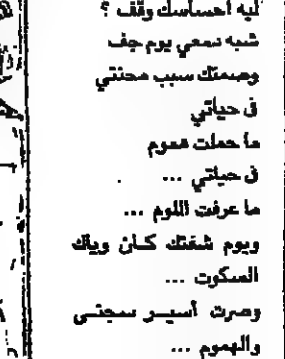 ليه احساسك وقف ؟
شبه دمعي يوم جف
وصمتك سبب محنتي
في حياتي
ما حملت هموم
في حياتي ...
ما عرفت اللوم ...
ويوم شفتك كان وياك
السكوت ...
وصرت أسير سجني
والهموم ...